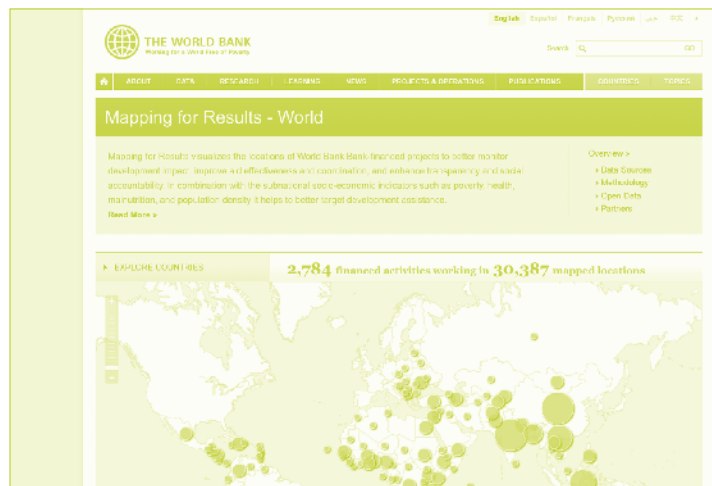 English Español Français Русский عربي 中文
THE WORLD BANK
Working for a World Free of Poverty
Search GO
ABOUT DATA RESEARCH LEARNING NEWS PROJECTS & OPERATIONS PUBLICATIONS COUNTRIES TOPICS
Mapping for Results - World
Mapping for Results visualizes the locations of World Bank Bank-financed projects to better monitor
development impact, improve aid effectiveness and coordination, and enhance transparency and social
accountability. In combination with the subnational socio-economic indicators such as poverty, health,
malnutrition, and population density it helps to better target development assistance.
Read More »
Overview »
Data Sources
Methodology
Open Data
Partners
EXPLORE COUNTRIES
2,784 financed activities working in 30,387 mapped locations